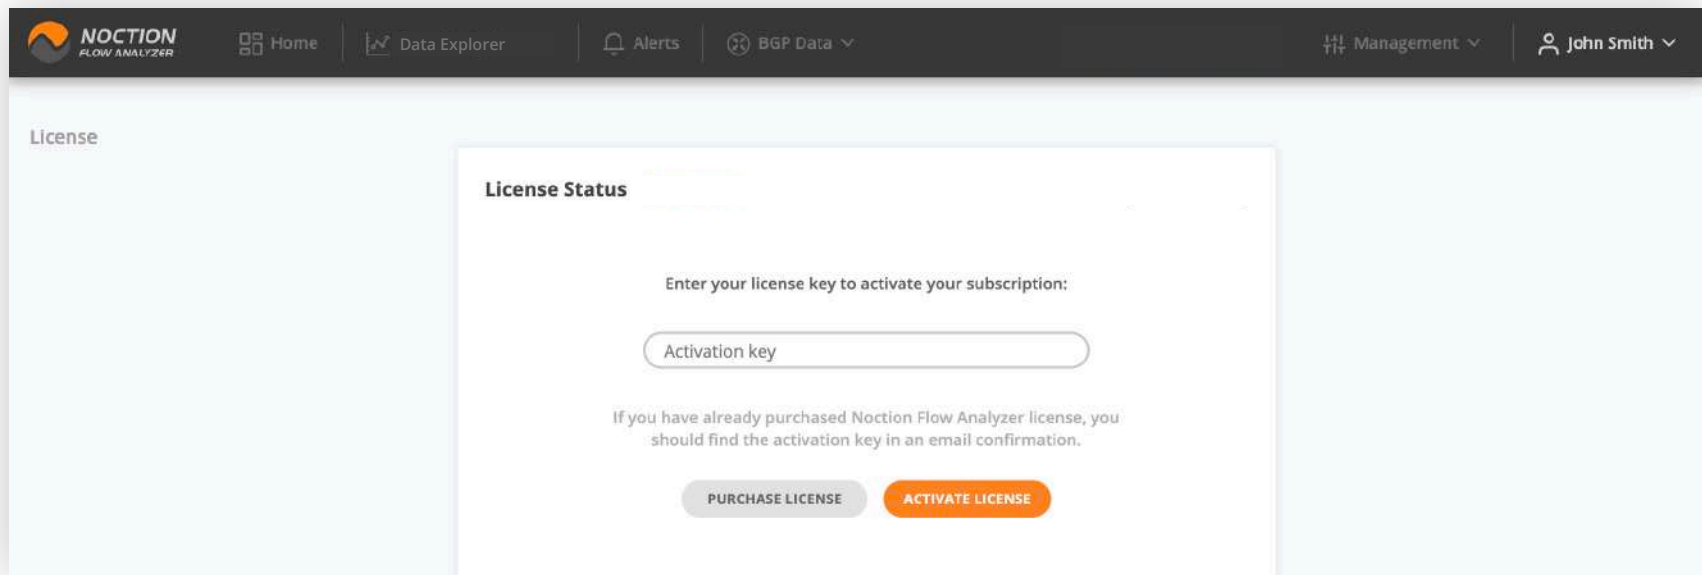 NOCTION
FLOW ANALYZER
Home
Data Explorer
Alerts
BGP Data
Management
John Smith
License
License Status
Enter your license key to activate your subscription:
Activation key
If you have already purchased Noction Flow Analyzer license, you
should find the activation key in an email confirmation.
PURCHASE LICENSE
ACTIVATE LICENSE